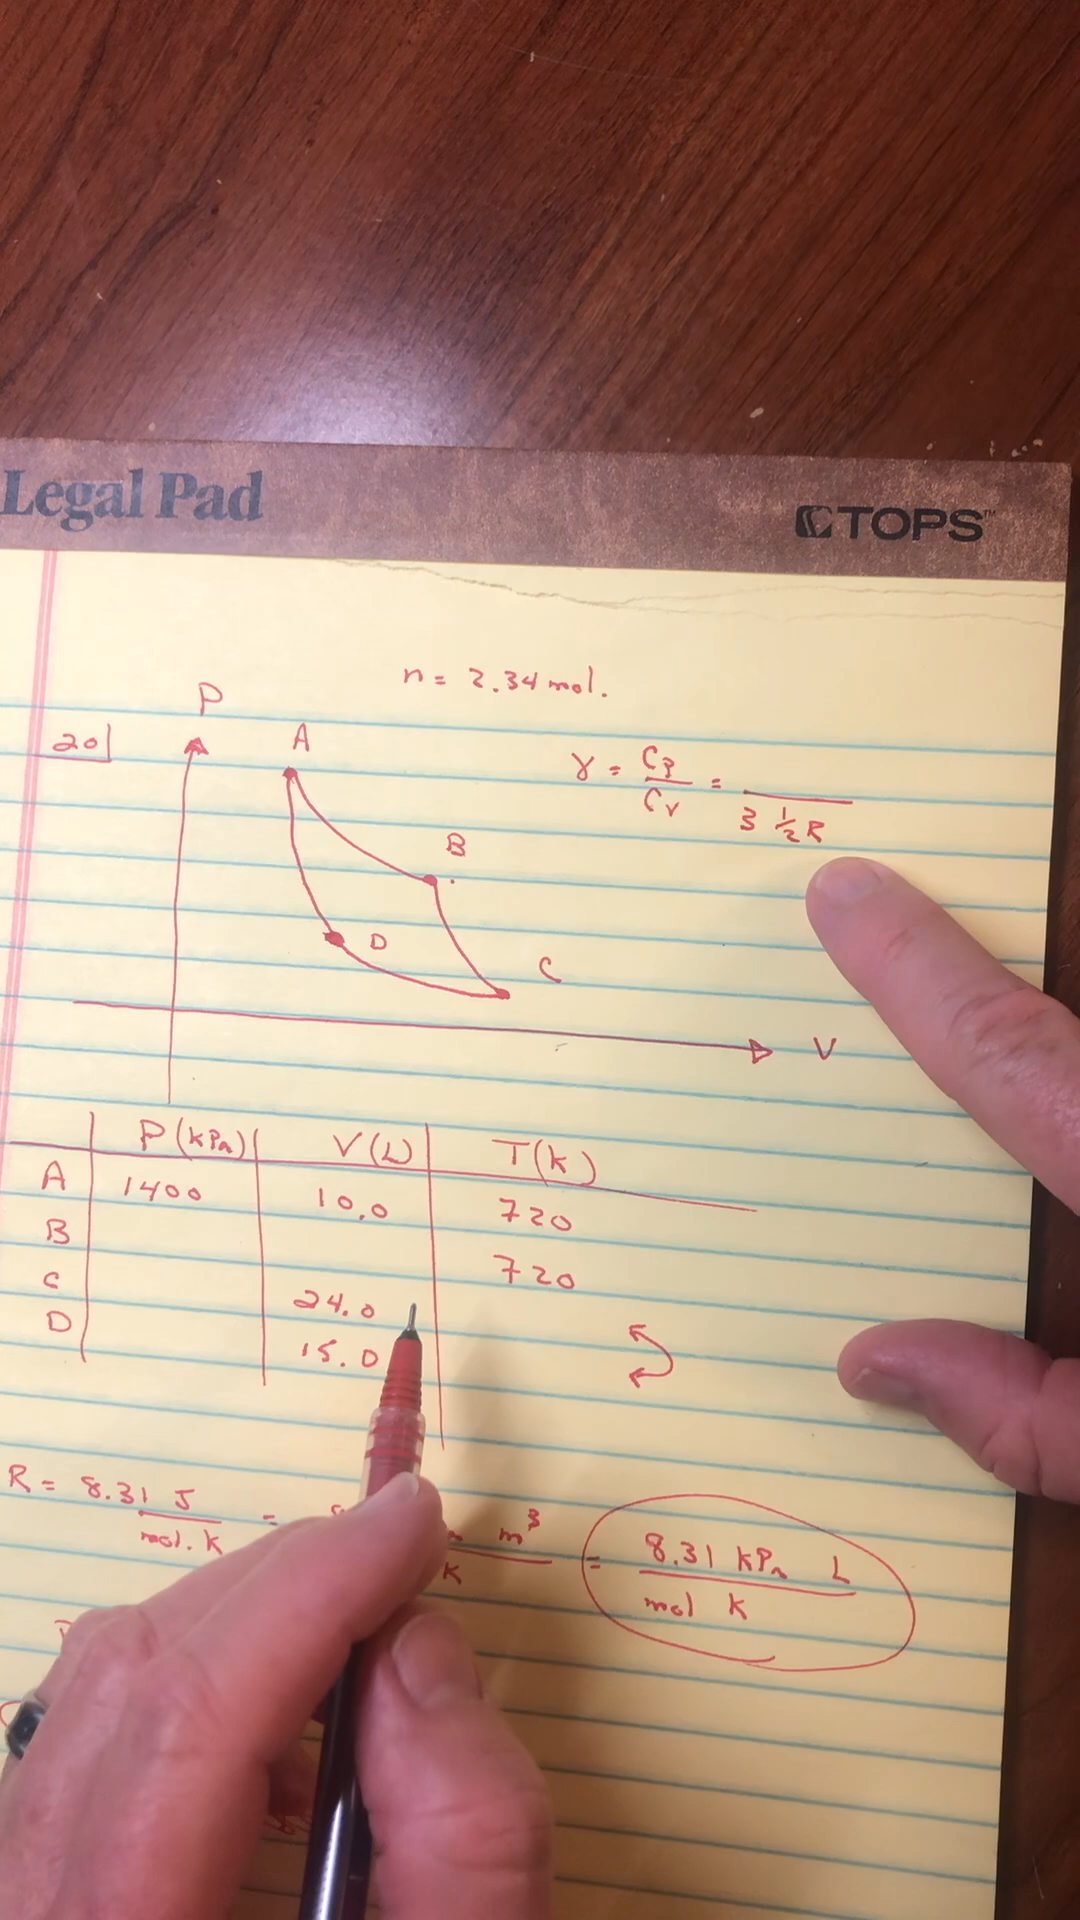 Legal Pad
TOPS™
n = 2.34 mol.
P
20
A
γ = CP/CV = /3 ½ R
B
D
C
V
P (kPa) V (L) T (K)
A 1400 10.0 720
B 720
C 24.0
D 15.0
R = 8.31 J/mol. K = m³/K = 8.31 kPa L/mol K